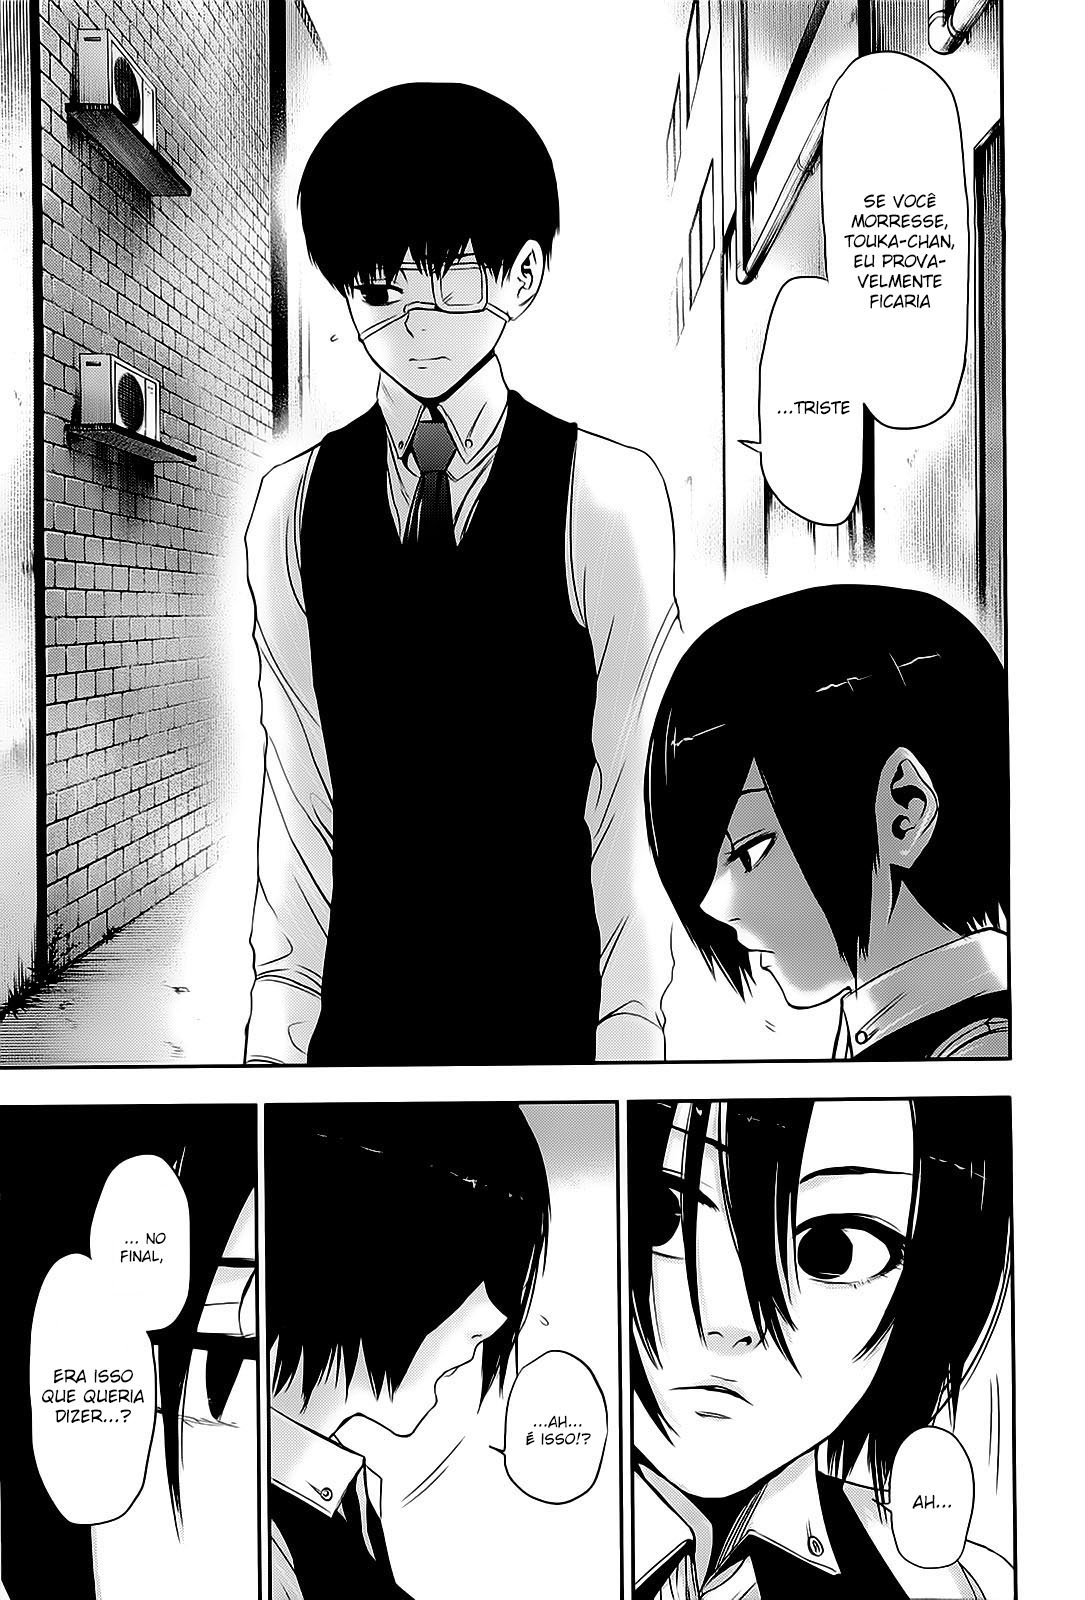 SE VOCÊ
MORRESSE,
TOUKA-CHAN,
EU PROVA-
VELMENTE
FICARIA
...TRISTE
AH...
...AH...
É ISSO!?
... NO
FINAL,
ERA ISSO
QUE QUERIA
DIZER...?